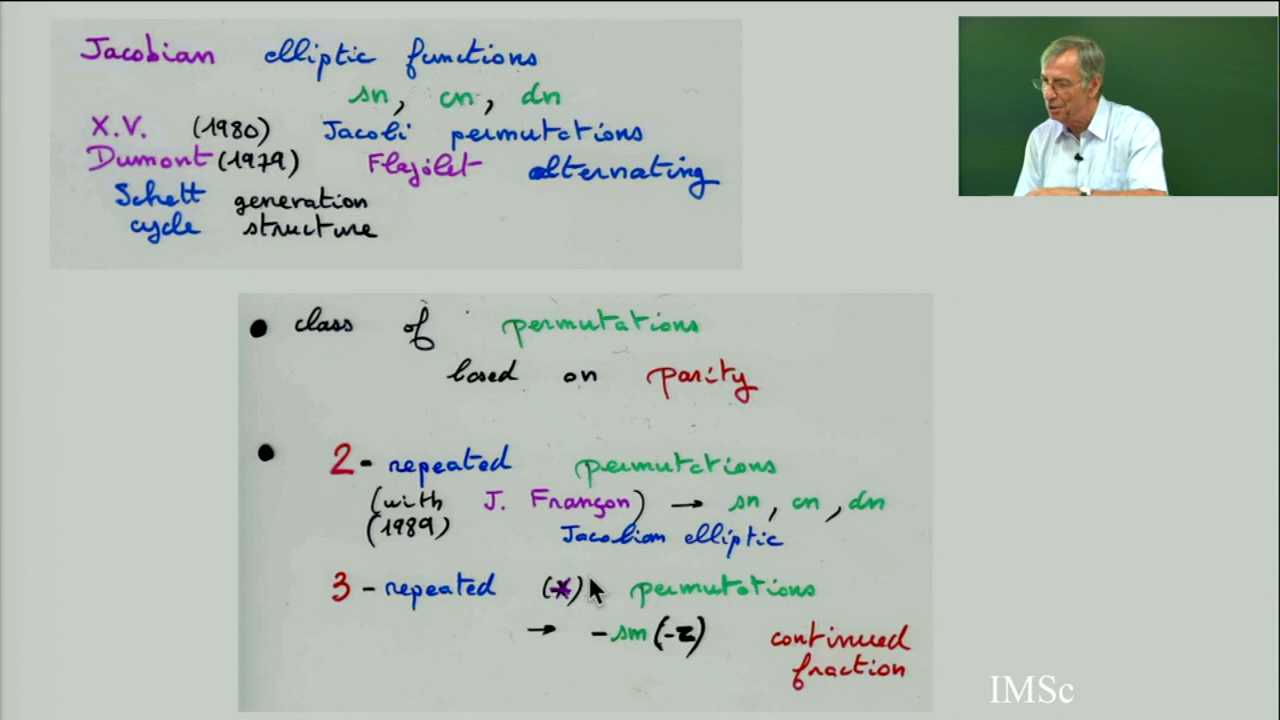 Jacobian elliptic functions
sn, cn, dn
X.V. (1980) Jacobi permutations
Dumont (1979) Flajolet alternating
Schett generation
cycle structure
• class of permutations
based on parity
• 2-repeated permutations
(with J. Françon) → sn, cn, dn
(1989) Jacobian elliptic
3-repeated (*) permutations
→ -sm(-z) continued
fraction
IMSc